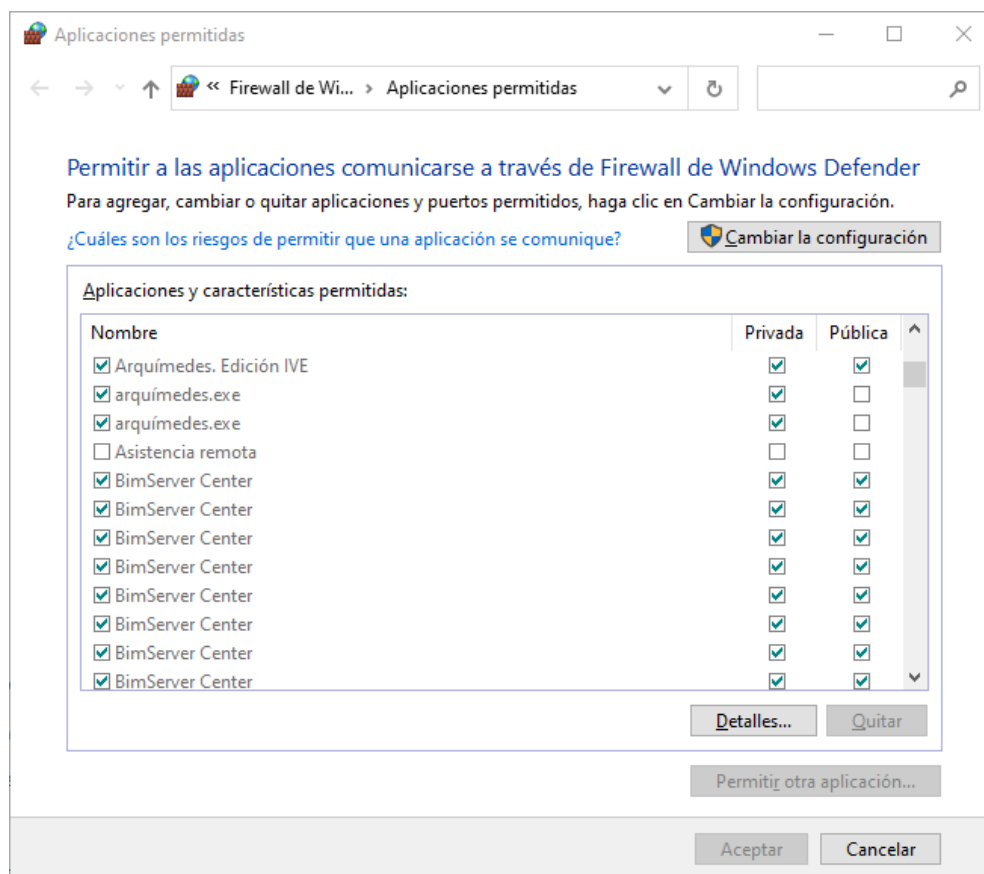 Aplicaciones permitidas
« Firewall de Wi... › Aplicaciones permitidas
Permitir a las aplicaciones comunicarse a través de Firewall de Windows Defender
Para agregar, cambiar o quitar aplicaciones y puertos permitidos, haga clic en Cambiar la configuración.
¿Cuáles son los riesgos de permitir que una aplicación se comunique? Cambiar la configuración
Aplicaciones y características permitidas:
Nombre Privada Pública
Arquímedes. Edición IVE
arquímedes.exe
arquímedes.exe
Asistencia remota
BimServer Center
BimServer Center
BimServer Center
BimServer Center
BimServer Center
BimServer Center
BimServer Center
BimServer Center
Detalles... Quitar
Permitir otra aplicación...
Aceptar Cancelar